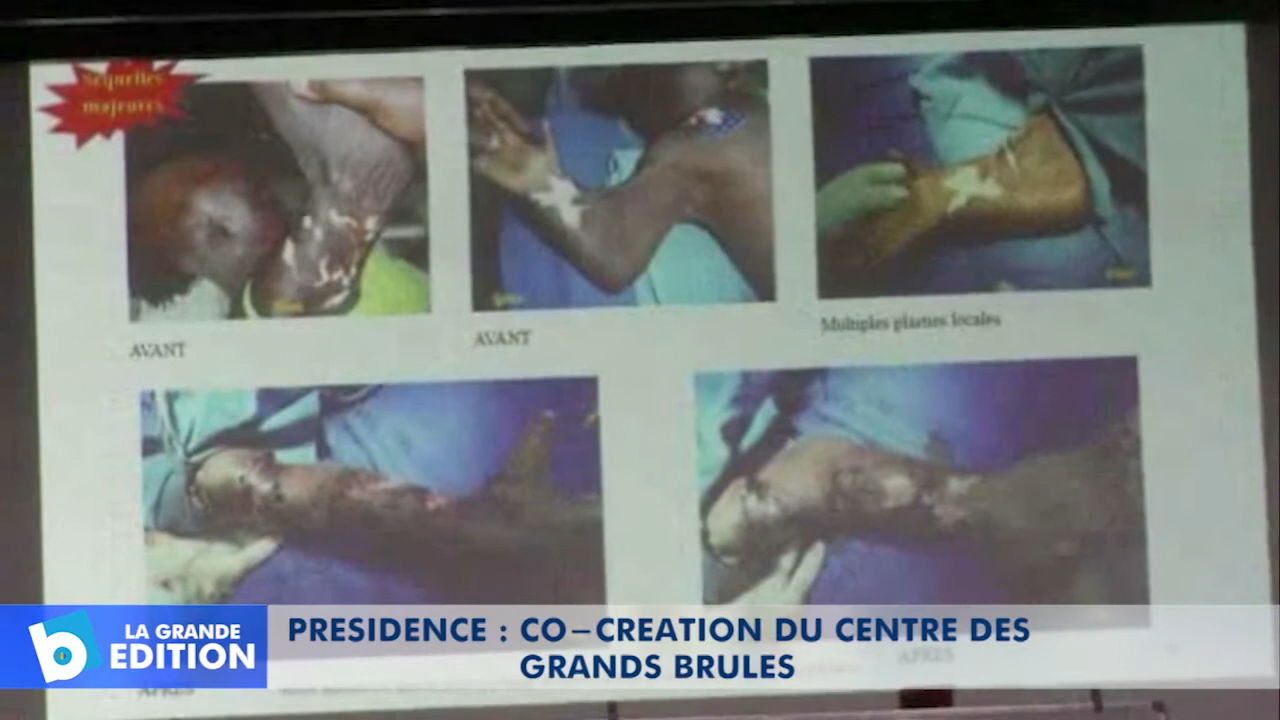 Séquelles
majeures
AVANT
AVANT
Multiples plasties locales
LA GRANDE
EDITION
PRESIDENCE : CO-CREATION DU CENTRE DES
GRANDS BRULES
APRES
APRES